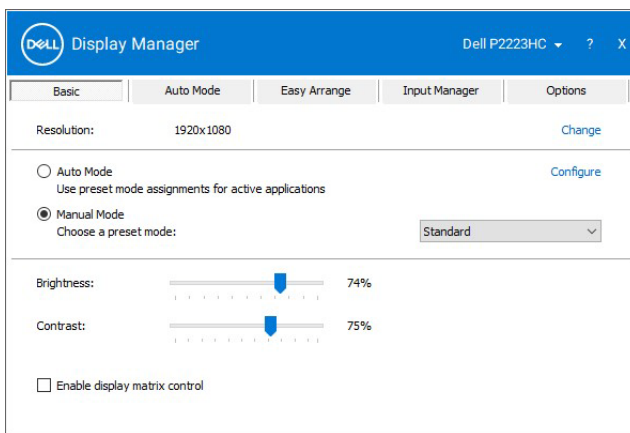 DELL Display Manager Dell P2223HC ? X
Basic Auto Mode Easy Arrange Input Manager Options
Resolution: 1920x1080 Change
Auto Mode Configure
Use preset mode assignments for active applications
Manual Mode
Choose a preset mode: Standard
Brightness: 74%
Contrast: 75%
Enable display matrix control